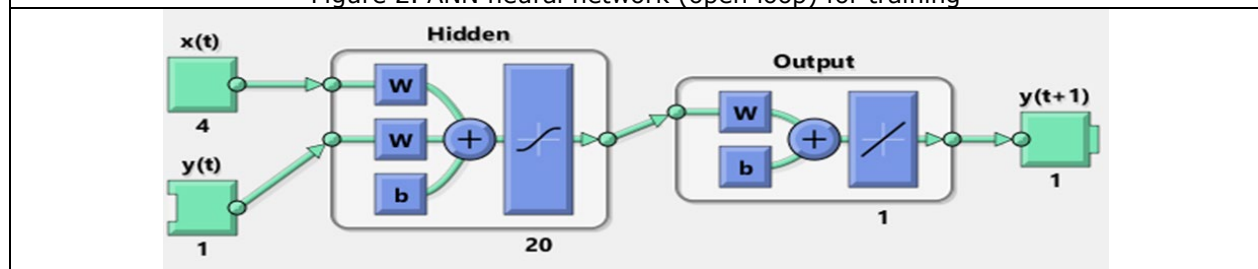 Figure 2: ANN neural network (open loop) for training
Hidden
x(t)
W
4
W
y(t)
b
1
20
Output
W
b
1
y(t+1)
1